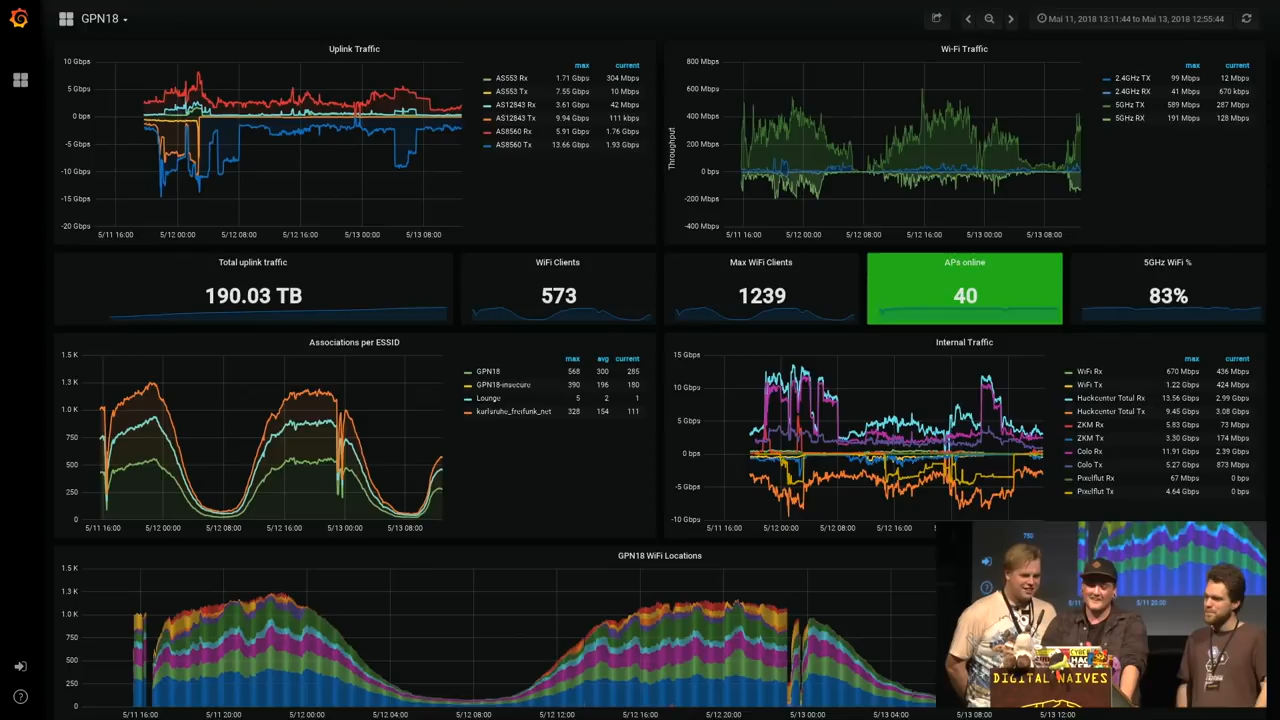 GPN18
Mai 11, 2018 13:11:44 to Mai 13, 2018 12:55:44
Uplink Traffic
max current
10 Gbps
5 Gbps
0 bps
-5 Gbps
-10 Gbps
-15 Gbps
-20 Gbps
5/11 16:00 5/12 00:00 5/12 08:00 5/12 16:00 5/13 00:00 5/13 08:00
AS553 Rx 1.71 Gbps 304 Mbps
AS553 Tx 7.55 Gbps 10 Mbps
AS12843 Rx 3.61 Gbps 42 Mbps
AS12843 Tx 9.94 Gbps 111 kbps
AS8560 Rx 5.91 Gbps 1.76 Gbps
AS8560 Tx 13.66 Gbps 1.93 Gbps
Wi-Fi Traffic
Throughput
800 Mbps
600 Mbps
400 Mbps
200 Mbps
0 bps
-200 Mbps
-400 Mbps
5/11 16:00 5/12 00:00 5/12 08:00 5/12 16:00 5/13 00:00 5/13 08:00
max current
2.4GHz TX 99 Mbps 12 Mbps
2.4GHz RX 41 Mbps 670 kbps
5GHz TX 589 Mbps 287 Mbps
5GHz RX 191 Mbps 128 Mbps
Total uplink traffic
190.03 TB
WiFi Clients
573
Max WiFi Clients
1239
APs online
40
5GHz WiFi %
83%
Associations per ESSID
1.5 K
1.3 K
1.0 K
750
500
250
0
5/11 16:00 5/12 00:00 5/12 08:00 5/12 16:00 5/13 00:00 5/13 08:00
max avg current
GPN18 568 300 285
GPN18-insecure 390 196 180
Lounge 5 2 1
karlsruhe_freifunk_net 328 154 111
Internal Traffic
15 Gbps
10 Gbps
5 Gbps
0 bps
-5 Gbps
-10 Gbps
5/11 16:00 5/12 00:00 5/12 08:00 5/12 16:00
max current
WiFi Rx 670 Mbps 436 Mbps
WiFi Tx 1.22 Gbps 424 Mbps
Hackcenter Total Rx 13.56 Gbps 2.99 Gbps
Hackcenter Total Tx 9.45 Gbps 3.08 Gbps
ZKM Rx 5.83 Gbps 73 Mbps
ZKM Tx 3.30 Gbps 174 Mbps
Colo Rx 11.91 Gbps 2.39 Gbps
Colo Tx 5.27 Gbps 873 Mbps
Pixelflut Rx 67 Mbps 0 bps
Pixelflut Tx 4.64 Gbps 0 bps
GPN18 WiFi Locations
1.5 K
1.3 K
1.0 K
750
500
250
0
5/11 16:00 5/11 20:00 5/12 00:00 5/12 04:00 5/12 08:00 5/12 12:00 5/12 16:00 5/12 20:00 5/13 00:00 5/13 04:00 5/13 08:00 5/13 12:00
750
5/11 20:00
CYBER
DIGITAL NAIVES